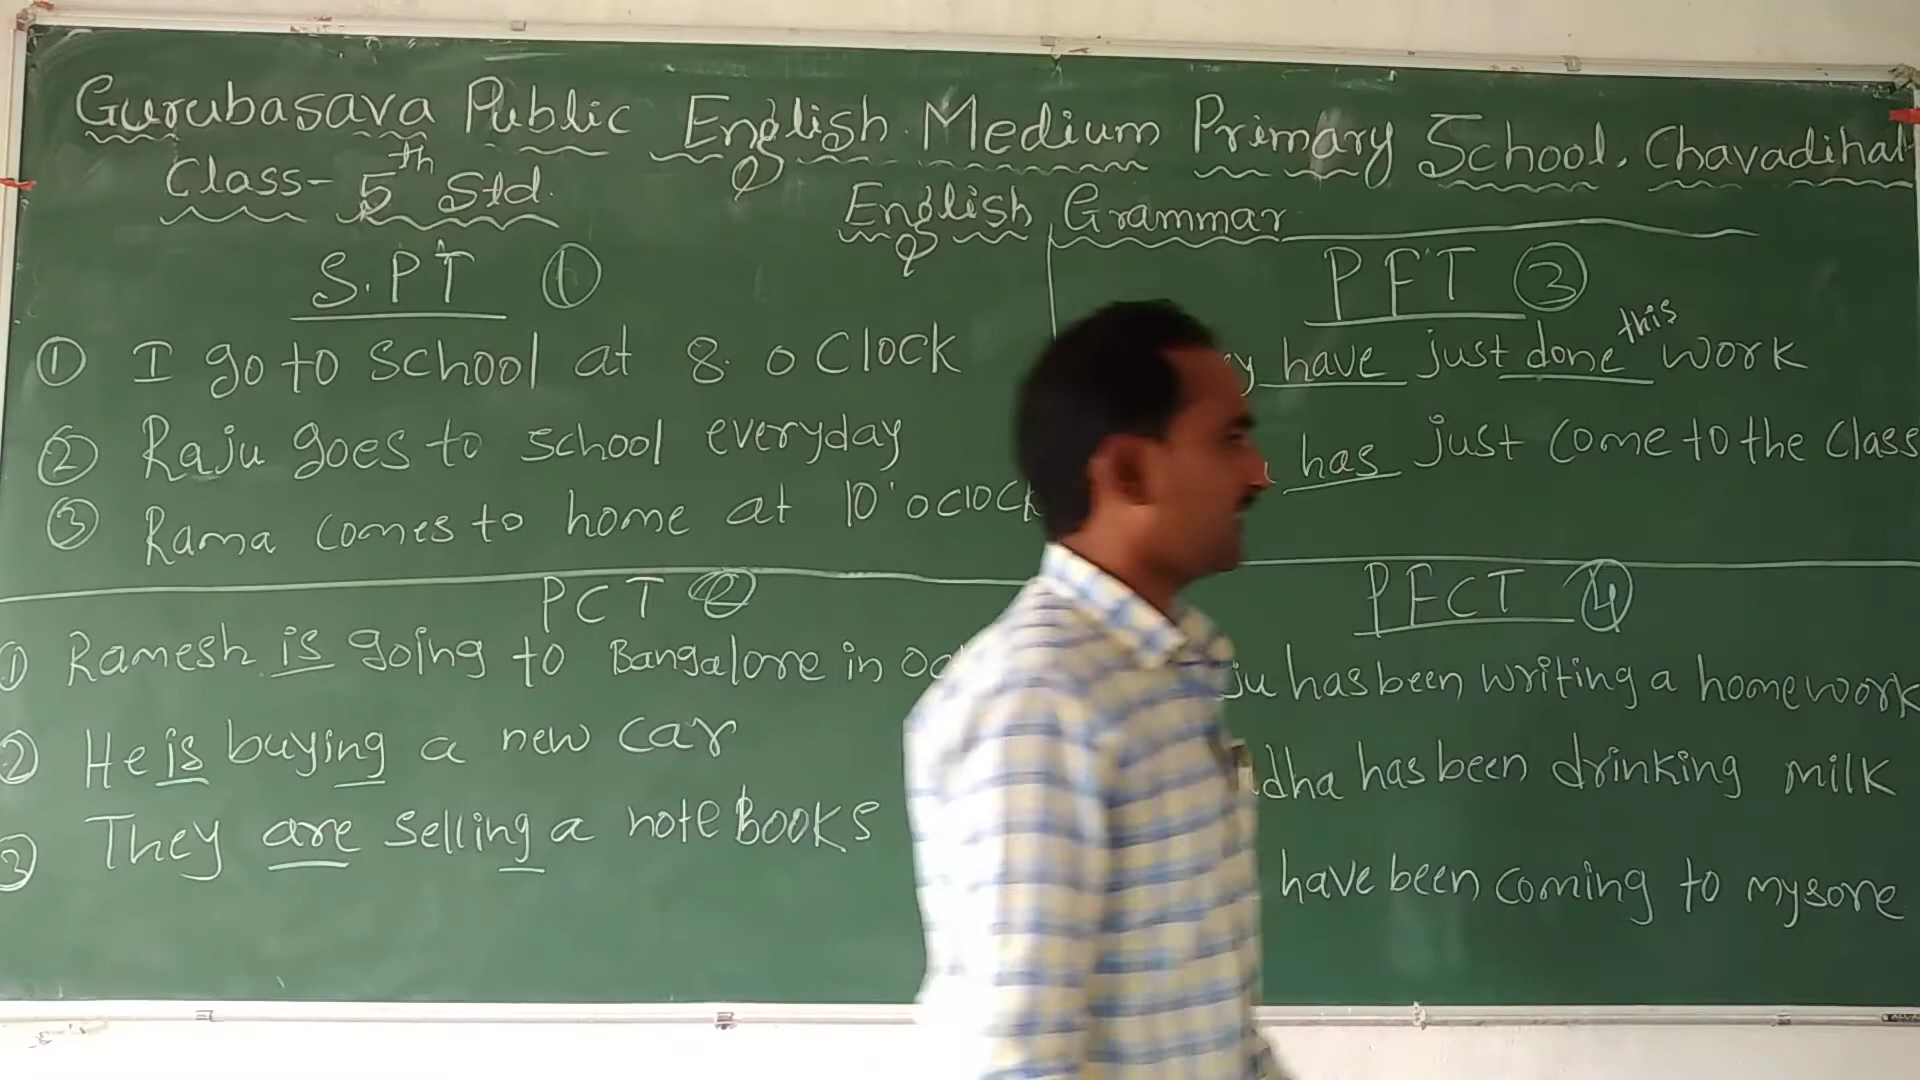 Gurubasava Public English Medium Primary School. Chavadihal
Class- 5th Std.
English Grammar
S.PT ①
① I go to School at 8. o Clock
② Raju goes to school everyday
③ Rama comes to home at 10'oclock
PCT ②
① Ramesh is going to Bangalore in
② He is buying a new car
③ They are selling a note Books
PFT ③
have just done this work
has just come to the Class
PFCT ④
has been writing a homework
has been drinking milk
have been coming to mysore